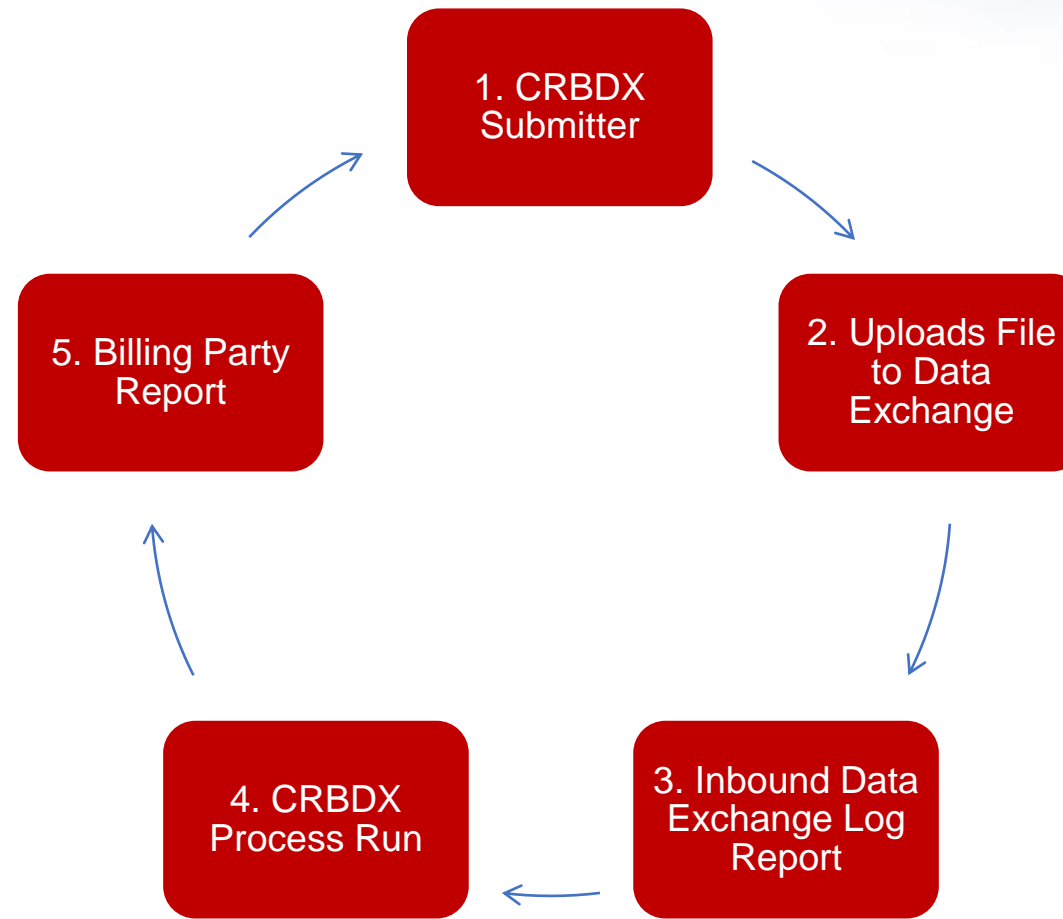 1. CRBDX
Submitter
2. Uploads File
to Data
Exchange
3. Inbound Data
Exchange Log
Report
4. CRBDX
Process Run
5. Billing Party
Report